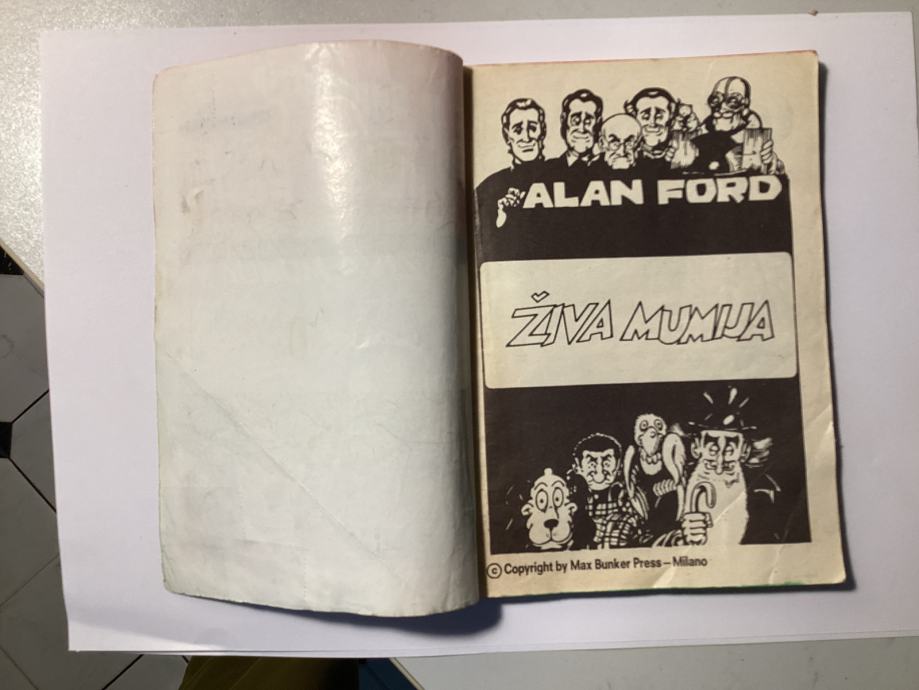 ALAN FORD
ŽIVA MUMIJA
© Copyright by Max Bunker Press – Milano